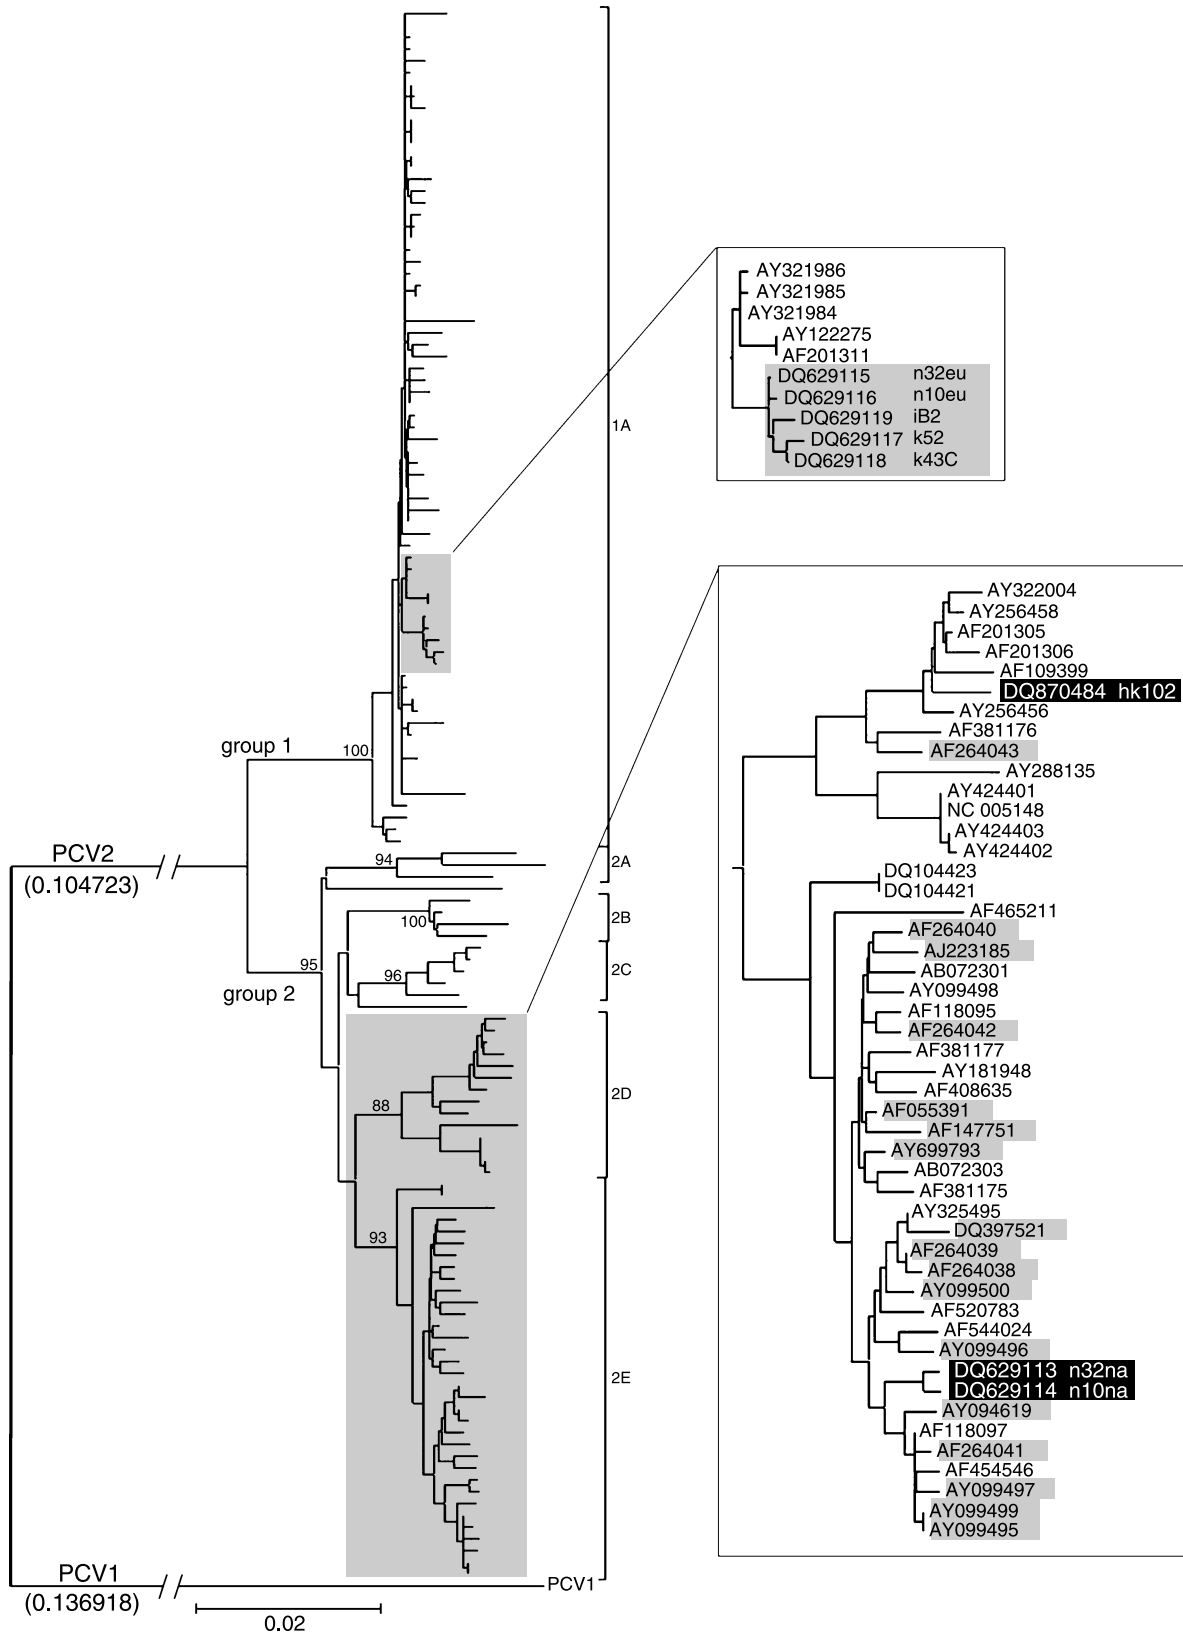 1A
AY321986
AY321985
AY321984
AY122275
AF201311
DQ629115 n32eu
DQ629116 n10eu
DQ629119 iB2
DQ629117 k52
DQ629118 k43C
group 1
100
PCV2
(0.104723)
94
2A
100
2B
95
group 2
96
2C
88
2D
93
2E
PCV1
(0.136918)
PCV1
0.02
AY322004
AY256458
AF201305
AF201306
AF109399
DQ870484 hk102
AY256456
AF381176
AF264043
AY288135
AY424401
NC 005148
AY424403
AY424402
DQ104423
DQ104421
AF465211
AF264040
AJ223185
AB072301
AY099498
AF118095
AF264042
AF381177
AY181948
AF408635
AF055391
AF147751
AY699793
AB072303
AF381175
AY325495
DQ397521
AF264039
AF264038
AY099500
AF520783
AF544024
AY099496
DQ629113 n32na
DQ629114 n10na
AY094619
AF118097
AF264041
AF454546
AY099497
AY099499
AY099495